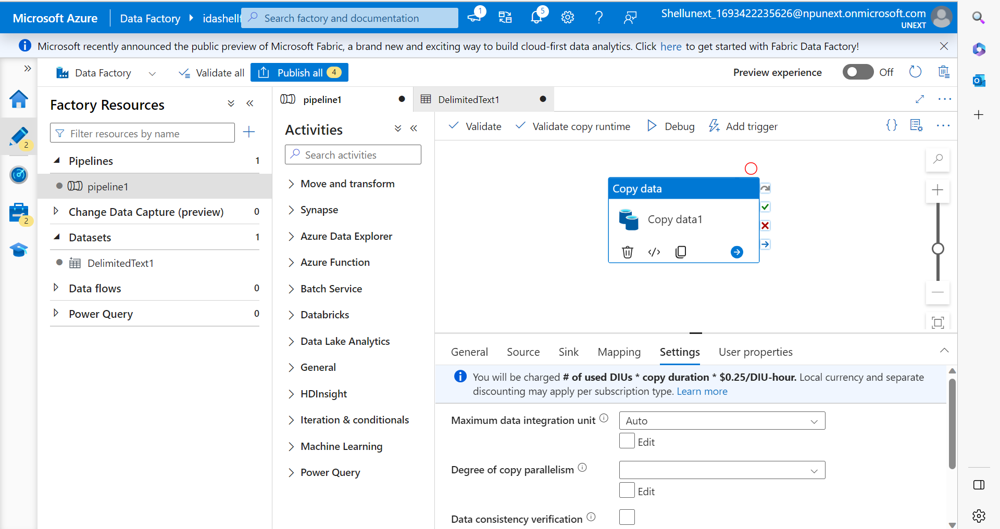 Microsoft Azure
Data Factory
idashellf
Search factory and documentation
1
5
Shellunext_1693422235626@npunext.onmicrosoft.com
UNEXT
Microsoft recently announced the public preview of Microsoft Fabric, a brand new and exciting way to build cloud-first data analytics. Click here to get started with Fabric Data Factory!
Data Factory
Validate all
Publish all 4
Preview experience
Off
2
2
Factory Resources
Filter resources by name
Pipelines 1
pipeline1
Change Data Capture (preview) 0
Datasets 1
DelimitedText1
Data flows 0
Power Query 0
pipeline1
DelimitedText1
Activities
Search activities
Move and transform
Synapse
Azure Data Explorer
Azure Function
Batch Service
Databricks
Data Lake Analytics
General
HDInsight
Iteration & conditionals
Machine Learning
Power Query
Validate
Validate copy runtime
Debug
Add trigger
Copy data
Copy data1
General
Source
Sink
Mapping
Settings
User properties
You will be charged # of used DIUs * copy duration * $0.25/DIU-hour. Local currency and separate
discounting may apply per subscription type. Learn more
Maximum data integration unit
Auto
Edit
Degree of copy parallelism
Edit
Data consistency verification